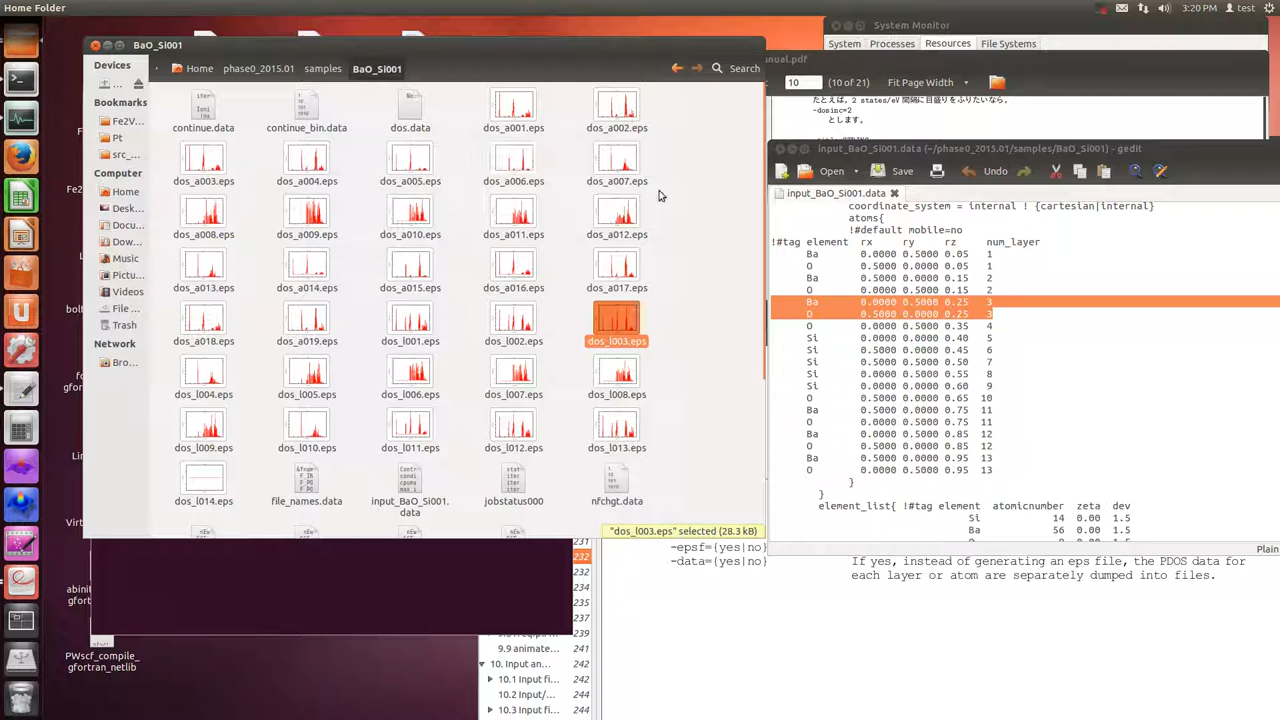 Home Folder
3:20 PM
test
BaO_Si001
Devices
...
Bookmarks
Fe2V...
Pt
src_...
Computer
Home
Desk...
Docu...
Dow...
Music
Pictu...
Videos
File ...
Trash
Network
Bro...
Home
phase0_2015.01
samples
BaO_Si001
Search
continue.data
continue_bin.data
dos.data
dos_a001.eps
dos_a002.eps
dos_a003.eps
dos_a004.eps
dos_a005.eps
dos_a006.eps
dos_a007.eps
dos_a008.eps
dos_a009.eps
dos_a010.eps
dos_a011.eps
dos_a012.eps
dos_a013.eps
dos_a014.eps
dos_a015.eps
dos_a016.eps
dos_a017.eps
dos_a018.eps
dos_a019.eps
dos_l001.eps
dos_l002.eps
dos_l003.eps
dos_l004.eps
dos_l005.eps
dos_l006.eps
dos_l007.eps
dos_l008.eps
dos_l009.eps
dos_l010.eps
dos_l011.eps
dos_l012.eps
dos_l013.eps
dos_l014.eps
file_names.data
input_BaO_Si001.
data
jobstatus000
nfchgt.data
"dos_l003.eps" selected (28.3 kB)
System Monitor
System
Processes
Resources
File Systems
nual.pdf
10
(10 of 21)
Fit Page Width
たとえば, 2 states/eV 間隔に目盛りをふりたいなら,
-dosinc=2
とします。
input_BaO_Si001.data (~/phase0_2015.01/samples/BaO_Si001) - gedit
Open
Save
Undo
input_BaO_Si001.data
coordinate_system = internal ! {cartesian|internal}
atoms{
!#default mobile=no
!#tag element rx ry rz num_layer
Ba 0.0000 0.5000 0.05 1
O 0.5000 0.0000 0.05 1
Ba 0.5000 0.0000 0.15 2
O 0.0000 0.5000 0.15 2
Ba 0.0000 0.5000 0.25 3
O 0.5000 0.0000 0.25 3
O 0.0000 0.5000 0.35 4
Si 0.0000 0.0000 0.40 5
Si 0.5000 0.0000 0.45 6
Si 0.5000 0.5000 0.50 7
Si 0.0000 0.5000 0.55 8
Si 0.0000 0.0000 0.60 9
O 0.5000 0.0000 0.65 10
Ba 0.5000 0.0000 0.75 11
O 0.0000 0.5000 0.75 11
Ba 0.0000 0.5000 0.85 12
O 0.5000 0.0000 0.85 12
Ba 0.5000 0.0000 0.95 13
O 0.0000 0.5000 0.95 13
}
}
element_list{ !#tag element atomicnumber zeta dev
Si 14 0.00 1.5
Ba 56 0.00 1.5
Plain
-epsf={yes|no}
-data={yes|no}
If yes, instead of generating an eps file, the PDOS data for
each layer or atom are separately dumped into files.
231
232
232
235
237
239
9.9 animate...
241
10. Input an...
242
10.1 Input fi...
242
10.2 Input/...
244
10.3 Input f...
244
PWscf_compile_
gfortran_netlib